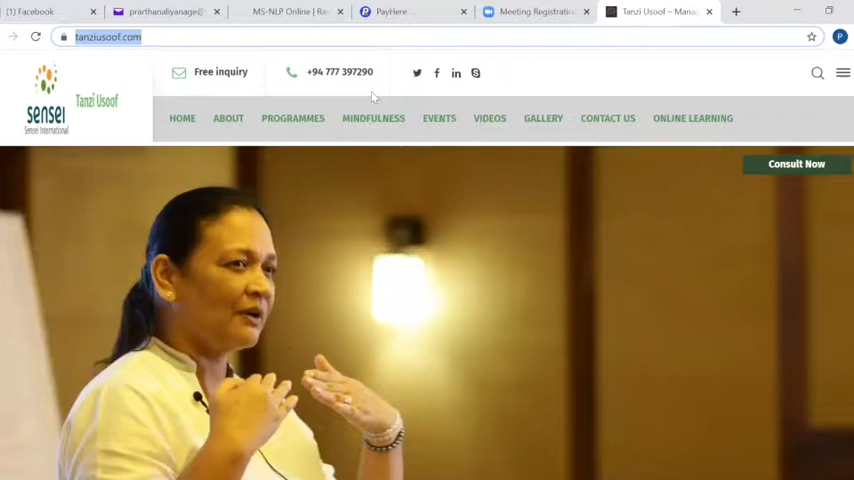 (1) Facebook
prarthanaliyanage@
MS-NLP Online | Ra
PayHere
Meeting Registratio
Tanzi Usoof – Mana
tanziusoof.com
P
Free inquiry
+94 777 397290
sensei
Sensei International
Tanzi Usoof
HOME ABOUT PROGRAMMES MINDFULNESS EVENTS VIDEOS GALLERY CONTACT US ONLINE LEARNING
Consult Now